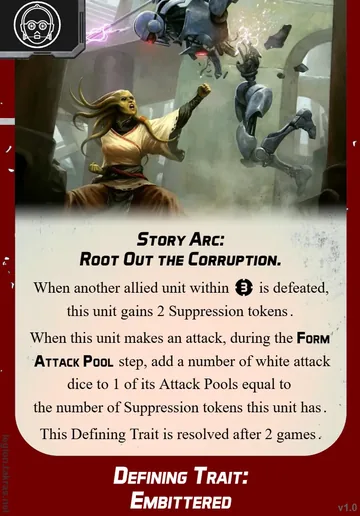 Story Arc:
Root Out the Corruption.
When another allied unit within 3 is defeated,
this unit gains 2 Suppression tokens.
When this unit makes an attack, during the Form
Attack Pool step, add a number of white attack
dice to 1 of its Attack Pools equal to
the number of Suppression tokens this unit has.
This Defining Trait is resolved after 2 games.
Defining Trait:
Embittered
v1.0